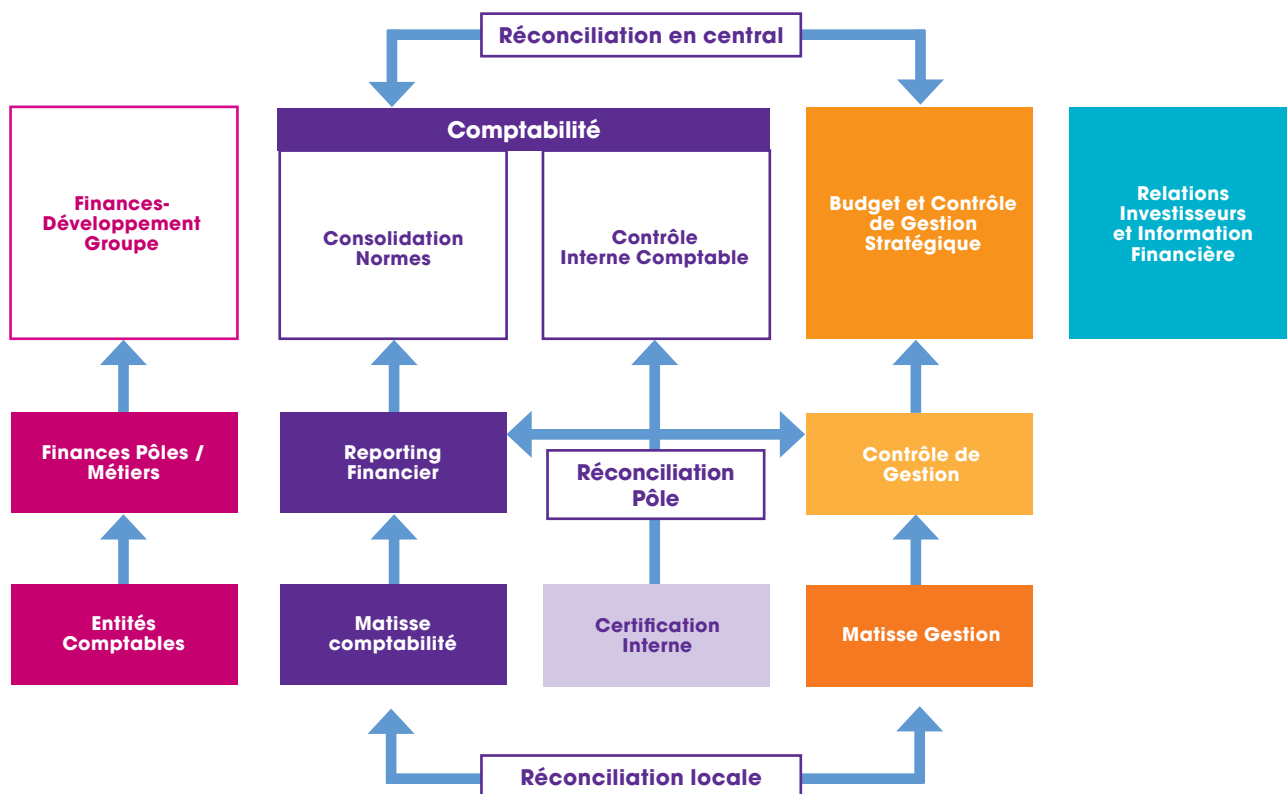 Réconciliation en central
Comptabilité
Finances-
Développement
Groupe
Consolidation
Normes
Contrôle
Interne Comptable
Budget et Contrôle
de Gestion
Stratégique
Relations
Investisseurs
et Information
Financière
Finances Pôles /
Métiers
Reporting
Financier
Réconciliation
Pôle
Contrôle de
Gestion
Entités
Comptables
Matisse
comptabilité
Certification
Interne
Matisse Gestion
Réconciliation locale